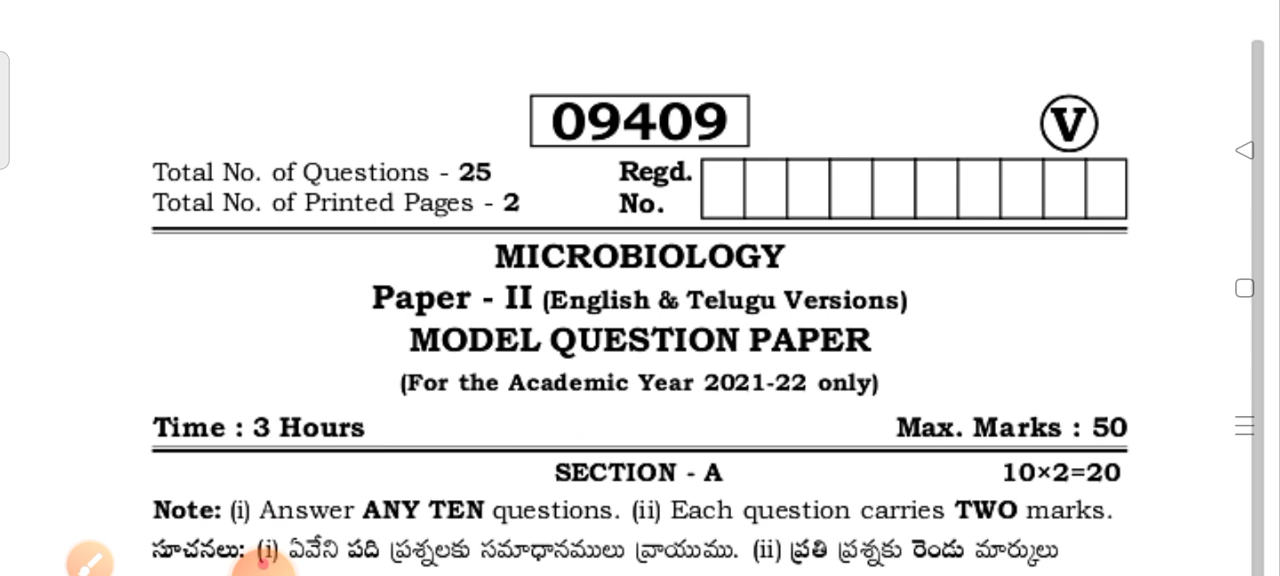 09409
V
Total No. of Questions - 25
Regd.
Total No. of Printed Pages - 2
No.
MICROBIOLOGY
Paper - II (English & Telugu Versions)
MODEL QUESTION PAPER
(For the Academic Year 2021-22 only)
Time : 3 Hours
Max. Marks : 50
SECTION - A
10×2=20
Note: (i) Answer ANY TEN questions. (ii) Each question carries TWO marks.
సూచనలు: (i) ఏవేని పది ప్రశ్నలకు సమాధానములు వ్రాయుము. (ii) ప్రతి ప్రశ్నకు రెండు మార్కులు